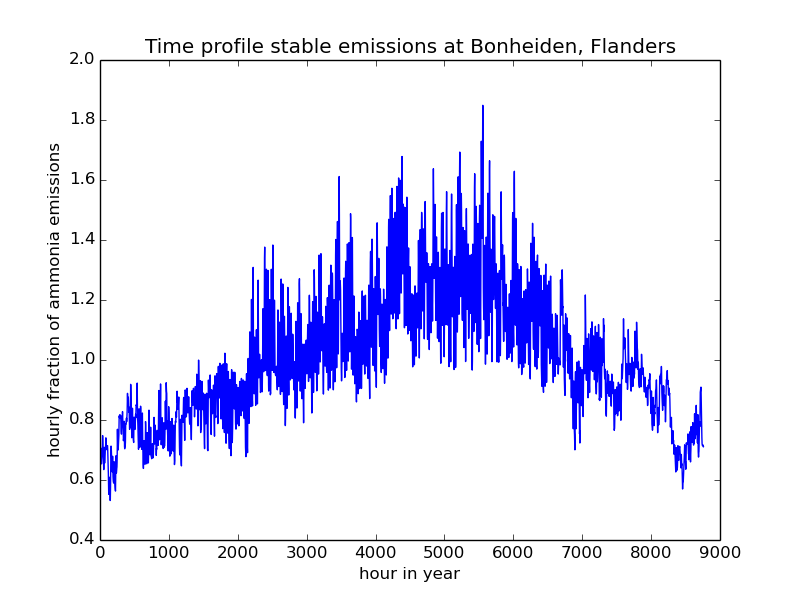 Time profile stable emissions at Bonheiden, Flanders
2.0
1.8
1.6
1.4
1.2
1.0
0.8
0.6
0.4
hourly fraction of ammonia emissions
0 1000 2000 3000 4000 5000 6000 7000 8000 9000
hour in year